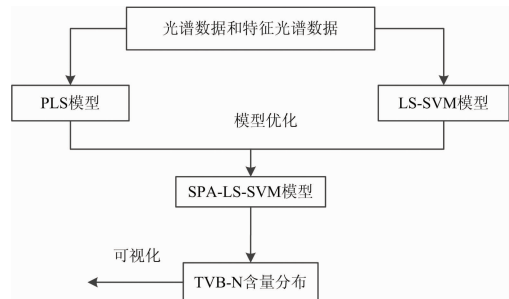 光谱数据和特征光谱数据
PLS模型
LS-SVM模型
模型优化
SPA-LS-SVM模型
可视化
TVB-N含量分布